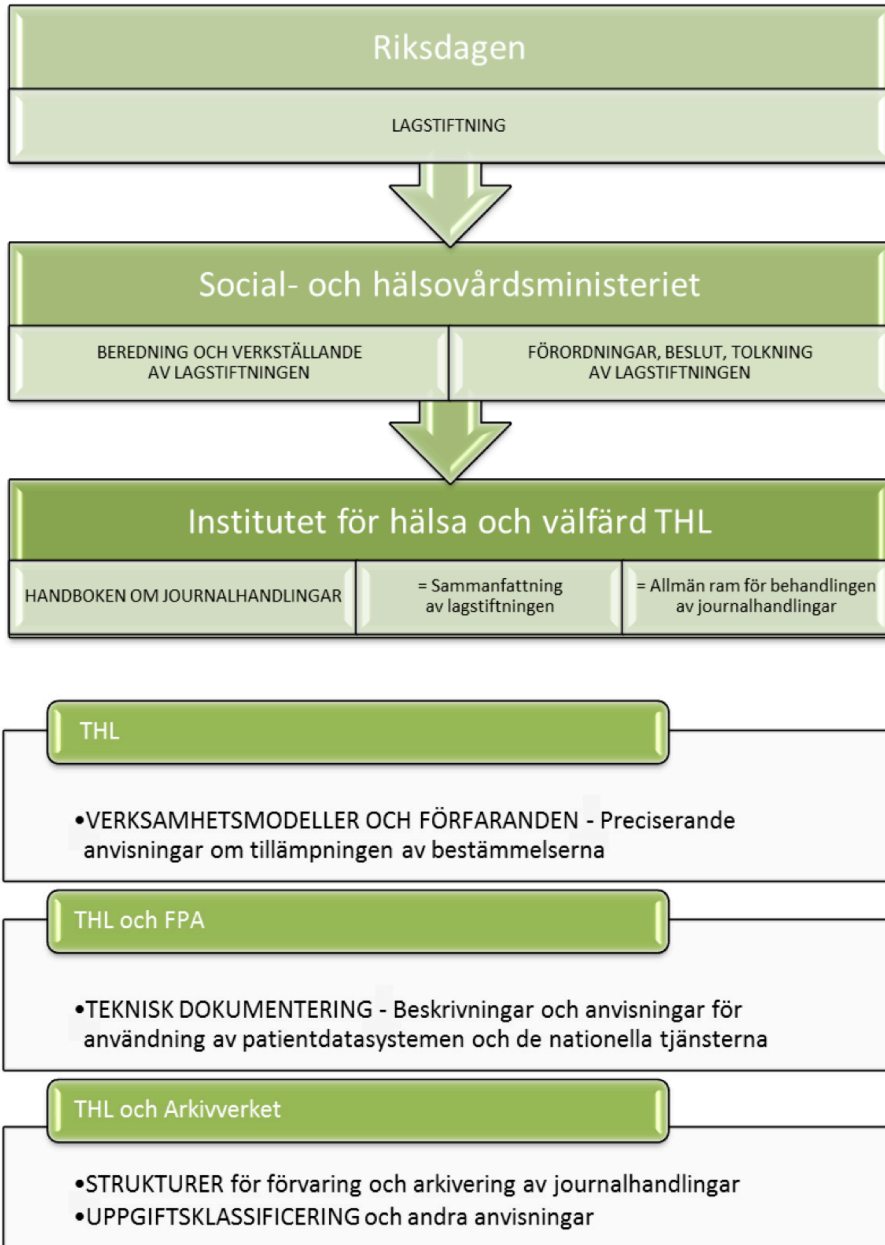 Riksdagen
LAGSTIFTNING
Social- och hälsovårdsministeriet
BEREDNING OCH VERKSTÄLLANDE
AV LAGSTIFTNINGEN
FÖRORDNINGAR, BESLUT, TOLKNING
AV LAGSTIFTNINGEN
Institutet för hälsa och välfärd THL
HANDBOKEN OM JOURNALHANDLINGAR
= Sammanfattning
av lagstiftningen
= Allmän ram för behandlingen
av journalhandlingar
THL
•VERKSAMHETSMODELLER OCH FÖRFARANDEN - Preciserande
anvisningar om tillämpningen av bestämmelserna
THL och FPA
•TEKNISK DOKUMENTERING - Beskrivningar och anvisningar för
användning av patientdatasystemen och de nationella tjänsterna
THL och Arkivverket
•STRUKTURER för förvaring och arkivering av journalhandlingar
•UPPGIFTSKLASSIFICERING och andra anvisningar